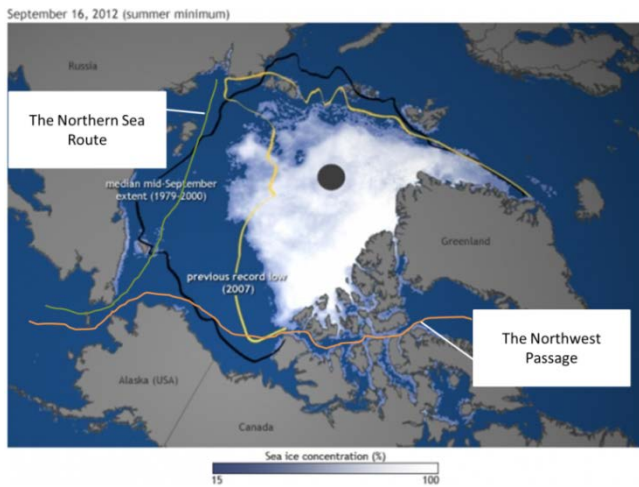 September 16, 2012 (summer minimum)
Russia
The Northern Sea
Route
median mid-September
extent (1979-2000)
Greenland
previous record low
(2007)
The Northwest
Passage
Alaska (USA)
Canada
Sea ice concentration (%)
15
100